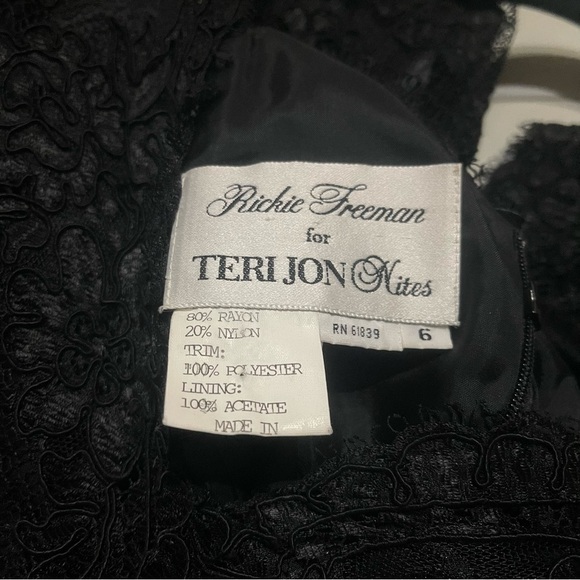 Rickie Freeman
for
TERI JON Nites
80% RAYON
20% NYLON
RN 61839 6
TRIM:
100% POLYESTER
LINING:
100% ACETATE
MADE IN